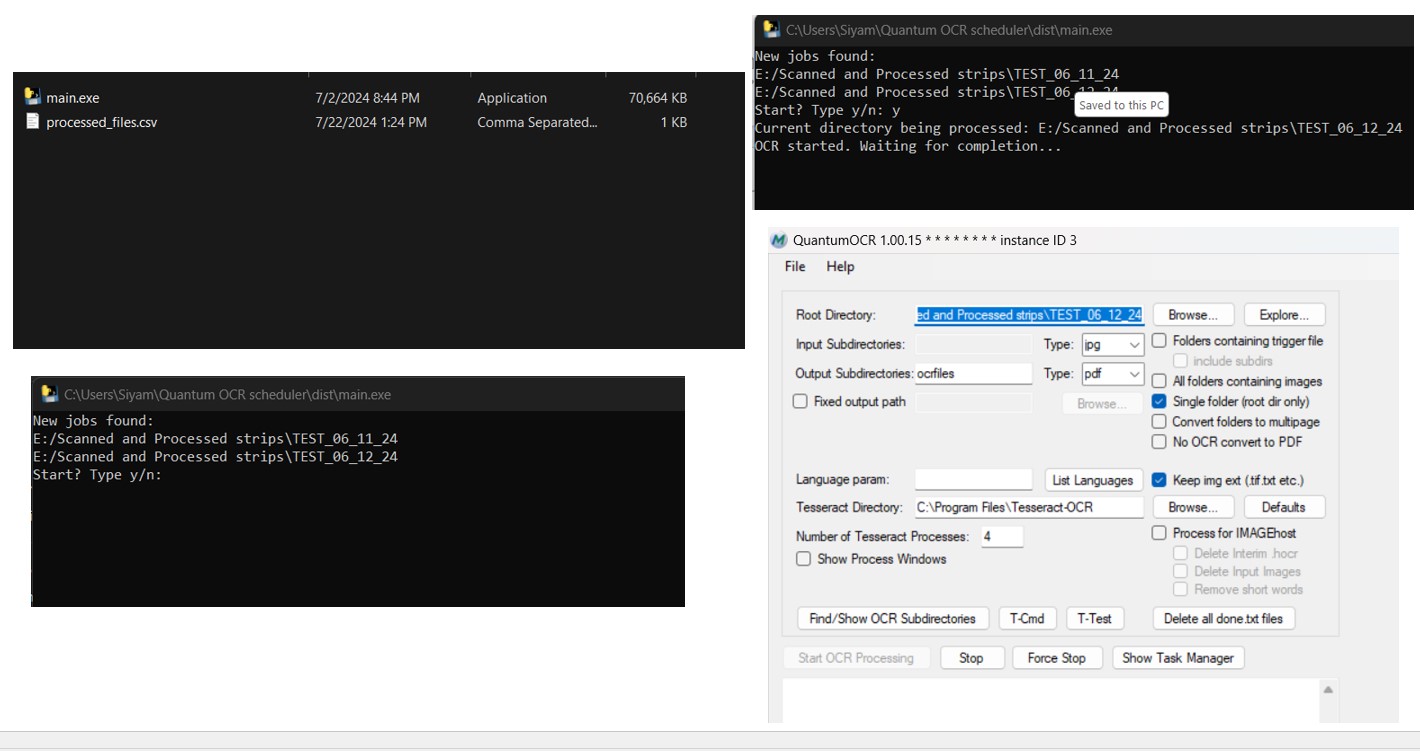 main.exe 7/2/2024 8:44 PM Application 70,664 KB
processed_files.csv 7/22/2024 1:24 PM Comma Separated... 1 KB
C:\Users\Siyam\Quantum OCR scheduler\dist\main.exe
New jobs found:
E:/Scanned and Processed strips\TEST_06_11_24
E:/Scanned and Processed strips\TEST_06_12_24
Start? Type y/n:
C:\Users\Siyam\Quantum OCR scheduler\dist\main.exe
New jobs found:
E:/Scanned and Processed strips\TEST_06_11_24
E:/Scanned and Processed strips\TEST_06_12_24
Saved to this PC
Start? Type y/n: y
Current directory being processed: E:/Scanned and Processed strips\TEST_06_12_24
OCR started. Waiting for completion...
QuantumOCR 1.00.15 * * * * * * * * instance ID 3
File Help
Root Directory: ed and Processed strips\TEST_06_12_24 Browse... Explore...
Input Subdirectories: Type: jpg Folders containing trigger file
include subdirs
Output Subdirectories: ocrfiles Type: pdf All folders containing images
Fixed output path Browse... Single folder (root dir only)
Convert folders to multipage
No OCR convert to PDF
Language param: List Languages Keep img ext (.tif.txt etc.)
Tesseract Directory: C:\Program Files\Tesseract-OCR Browse... Defaults
Number of Tesseract Processes: 4 Process for IMAGEhost
Show Process Windows Delete Interim .hocr
Delete Input Images
Remove short words
Find/Show OCR Subdirectories T-Cmd T-Test Delete all done.txt files
Start OCR Processing Stop Force Stop Show Task Manager